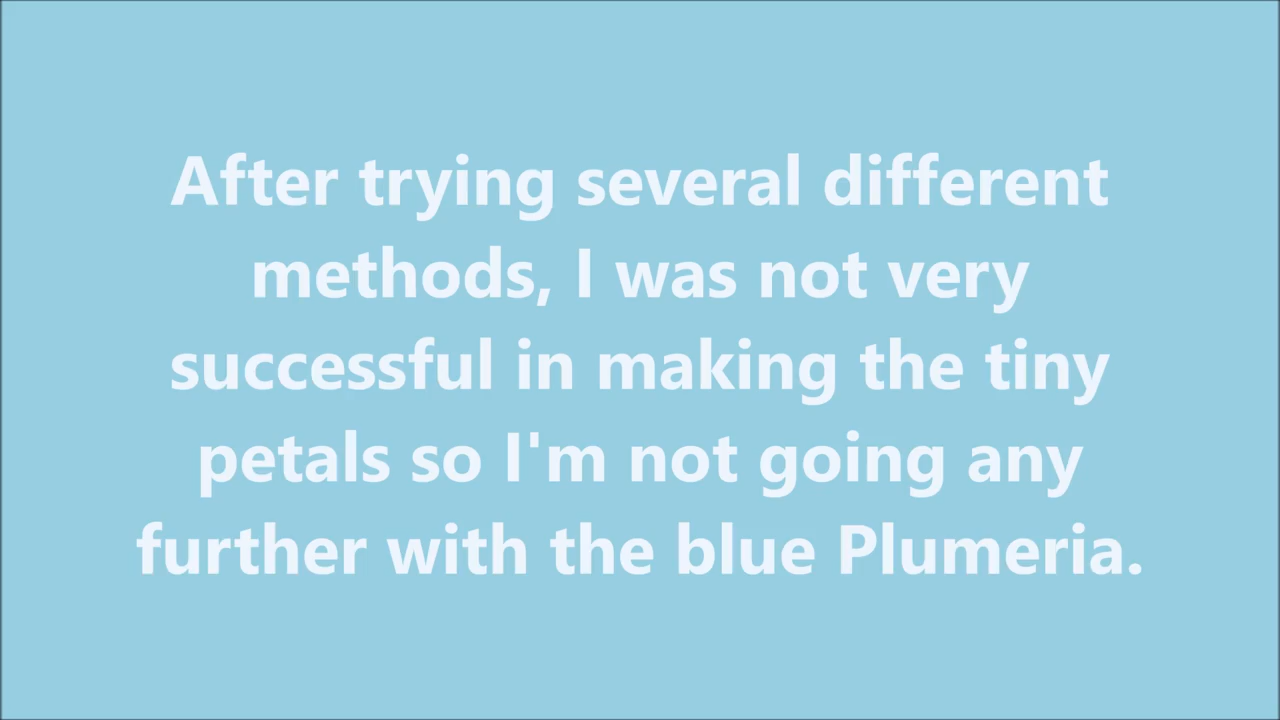 After trying several different
methods, I was not very
successful in making the tiny
petals so I'm not going any
further with the blue Plumeria.